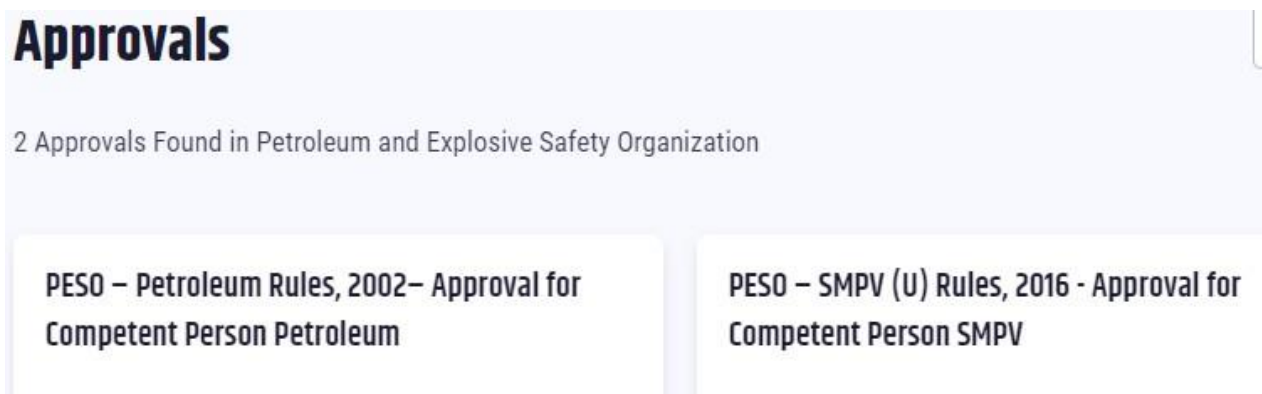 Approvals
2 Approvals Found in Petroleum and Explosive Safety Organization
PESO – Petroleum Rules, 2002– Approval for
Competent Person Petroleum
PESO – SMPV (U) Rules, 2016 - Approval for
Competent Person SMPV